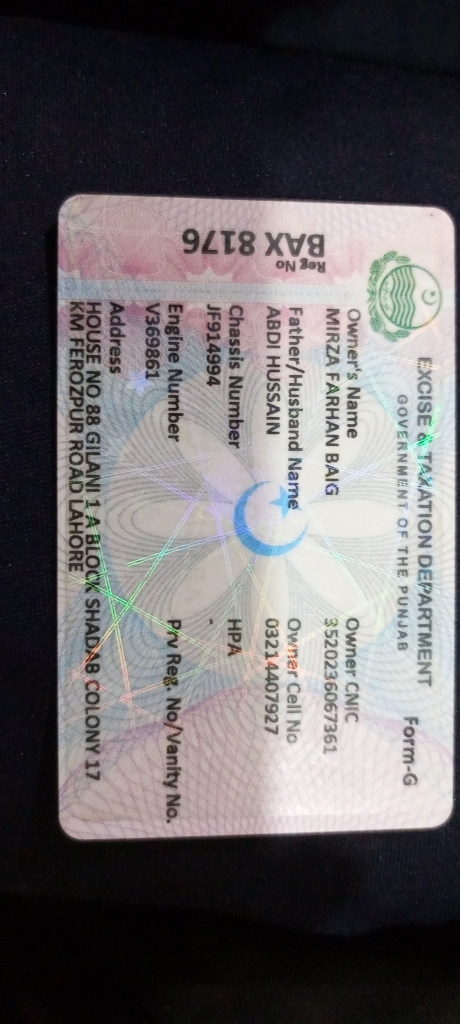 EXCISE & TAXATION DEPARTMENT
GOVERNMENT OF THE PUNJAB
Form-G
Reg No
BAX 8176
Owner's Name
MIRZA FARHAN BAIG
Owner CNIC
3520236067361
Father/Husband Name
ABDI HUSSAIN
Owner Cell No
03214407927
Chassis Number
JF914994
HPA
-
Engine Number
V369861
Prv Reg. No/Vanity No.
Address
HOUSE NO 88 GILANI 1 A BLOCK SHADAB COLONY 17
KM FEROZPUR ROAD LAHORE